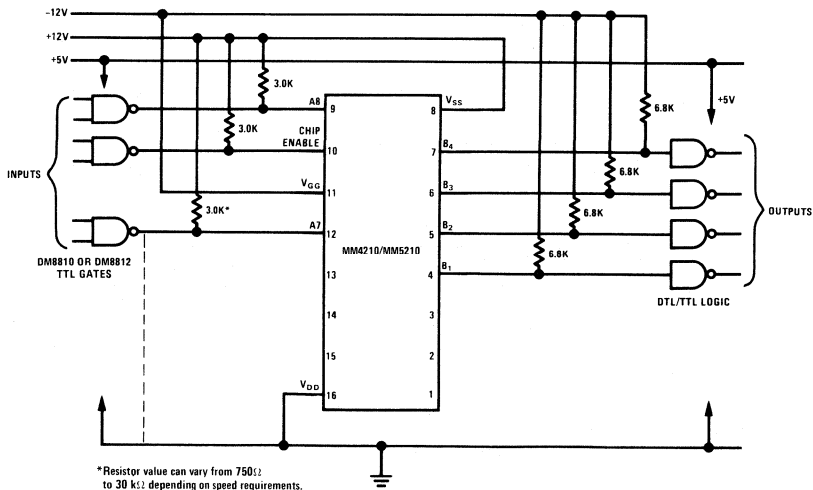 -12V
+12V
+5V
3.0K
A8
9
3.0K
CHIP
ENABLE
10
INPUTS
VGG
11
3.0K*
A7
12
DM8810 OR DM8812
TTL GATES
13
14
15
VDD
16
MM4210/MM5210
VSS
8
B4
7
B3
6
B2
5
B1
4
3
2
1
6.8K
6.8K
6.8K
6.8K
+5V
OUTPUTS
DTL/TTL LOGIC
*Resistor value can vary from 750Ω
to 30 kΩ depending on speed requirements.